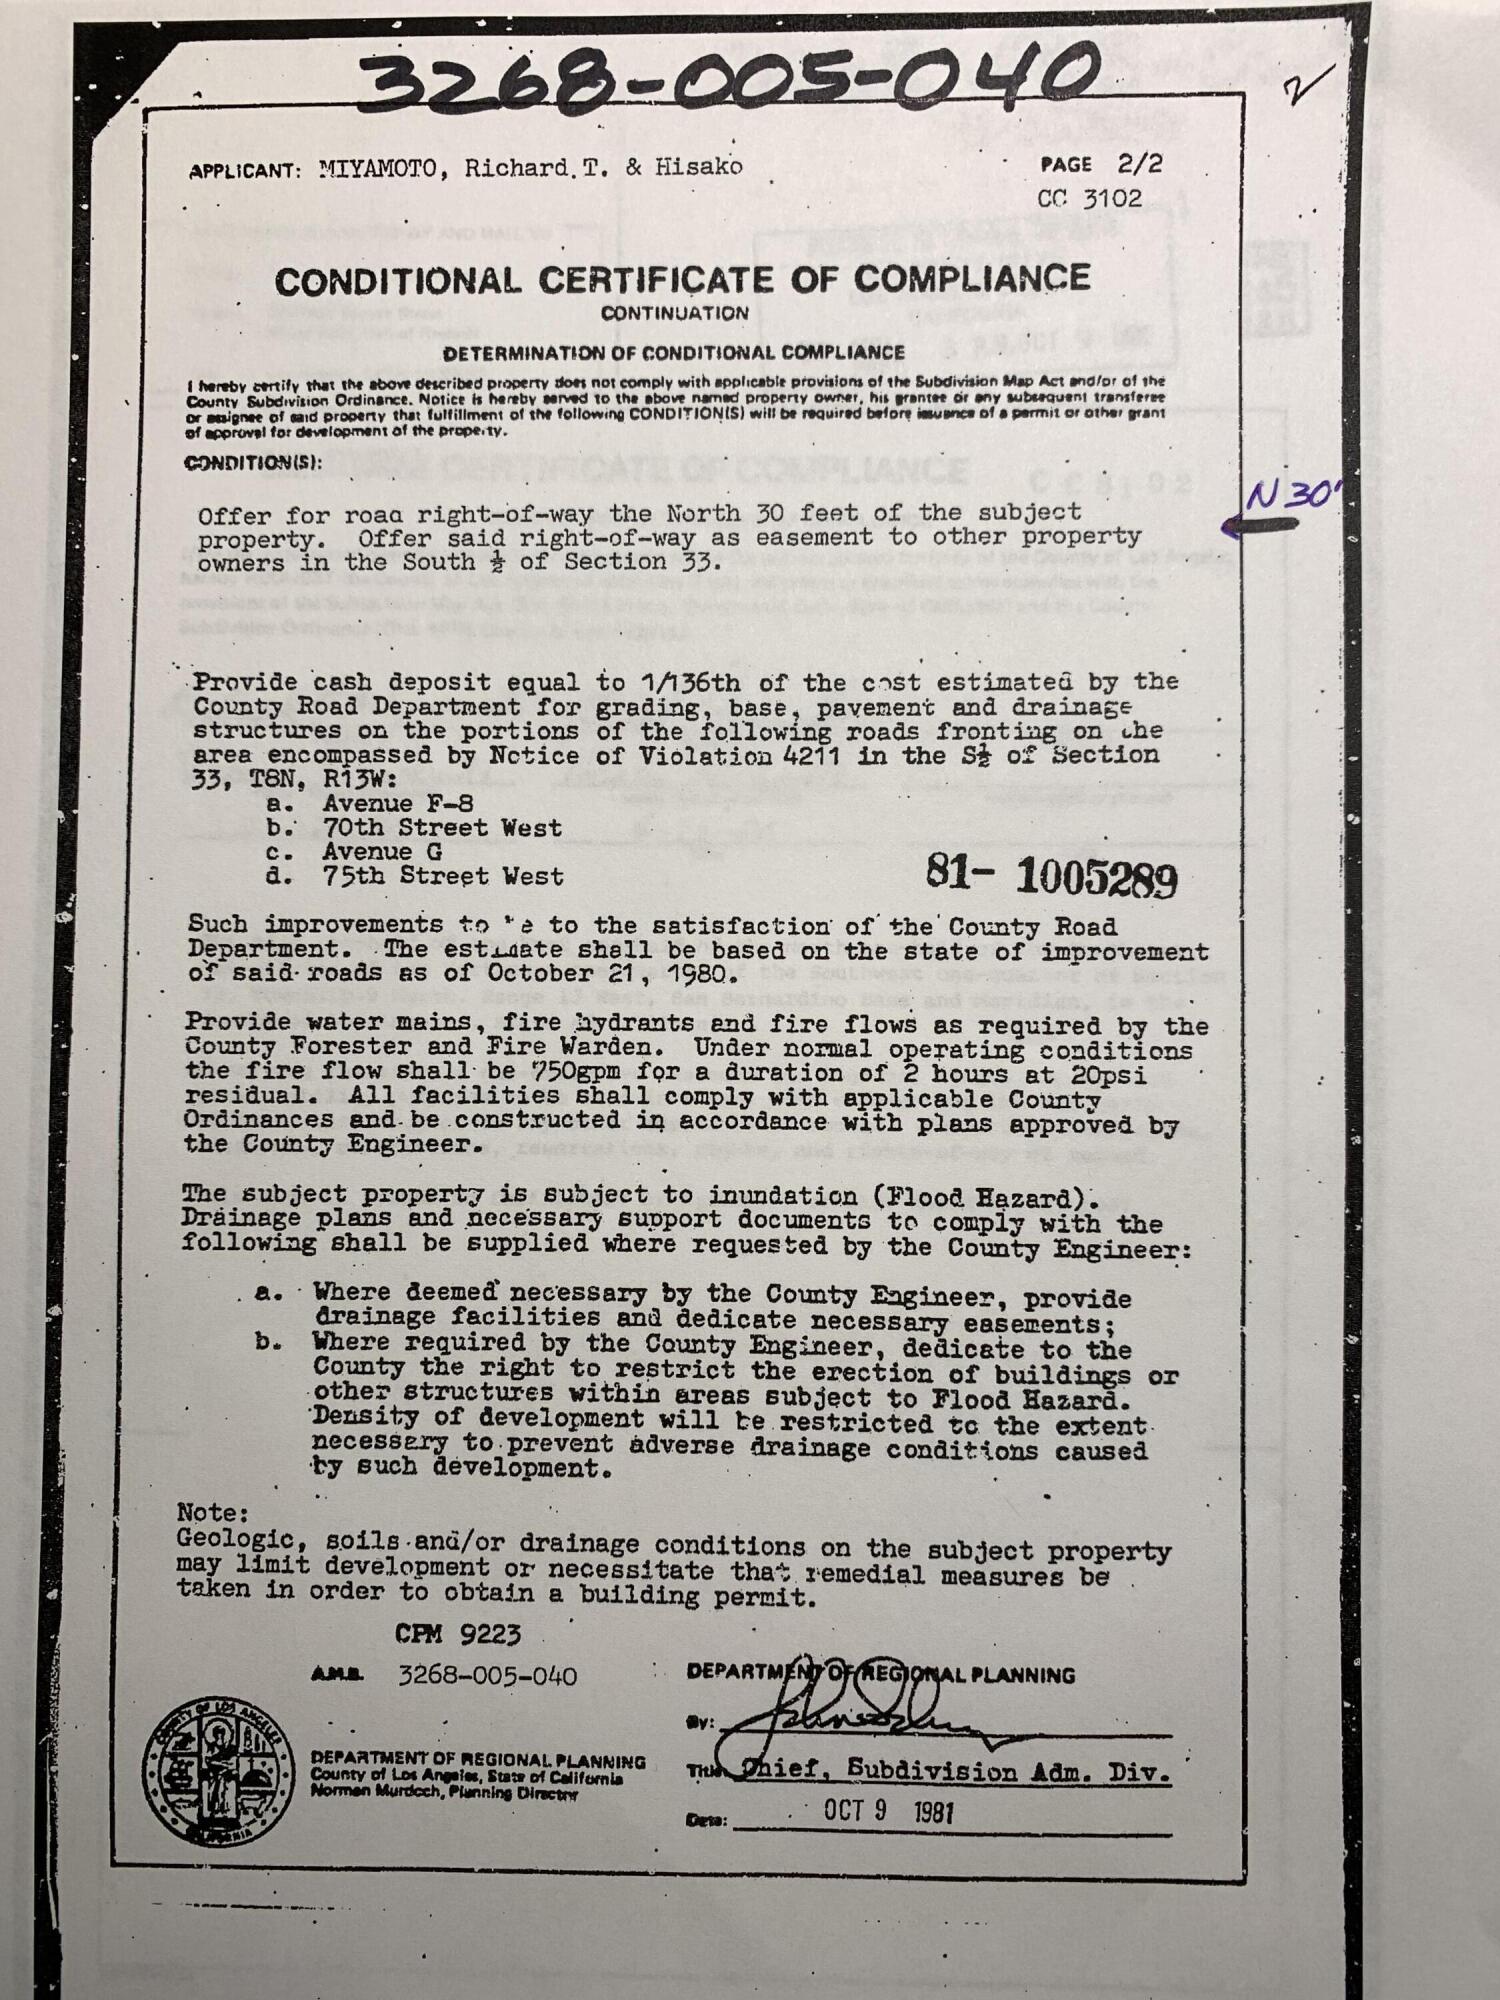 3268-005-040
2
APPLICANT: MIYAMOTO, Richard T. & Hisako
PAGE 2/2
CC 3102
CONDITIONAL CERTIFICATE OF COMPLIANCE
CONTINUATION
DETERMINATION OF CONDITIONAL COMPLIANCE
I hereby certify that the above described property does not comply with applicable provisions of the Subdivision Map Act and/or of the
County Subdivision Ordinance. Notice is hereby served to the above named property owner, his grantee or any subsequent transferee
or assignee of said property that fulfillment of the following CONDITION(S) will be required before issuance of a permit or other grant
of approval for development of the property.
CONDITION(S):
N 30'
Offer for road right-of-way the North 30 feet of the subject
property. Offer said right-of-way as easement to other property
owners in the South ½ of Section 33.
Provide cash deposit equal to 1/136th of the cost estimated by the
County Road Department for grading, base, pavement and drainage
structures on the portions of the following roads fronting on the
area encompassed by Notice of Violation 4211 in the S½ of Section
33, T8N, R13W:
a. Avenue F-8
b. 70th Street West
c. Avenue G
d. 75th Street West
81- 1005289
Such improvements to be to the satisfaction of the County Road
Department. The estimate shall be based on the state of improvement
of said roads as of October 21, 1980.
Provide water mains, fire hydrants and fire flows as required by the
County Forester and Fire Warden. Under normal operating conditions
the fire flow shall be 750gpm for a duration of 2 hours at 20psi
residual. All facilities shall comply with applicable County
Ordinances and be constructed in accordance with plans approved by
the County Engineer.
The subject property is subject to inundation (Flood Hazard).
Drainage plans and necessary support documents to comply with the
following shall be supplied where requested by the County Engineer:
a. Where deemed necessary by the County Engineer, provide
drainage facilities and dedicate necessary easements;
b. Where required by the County Engineer, dedicate to the
County the right to restrict the erection of buildings or
other structures within areas subject to Flood Hazard.
Density of development will be restricted to the extent
necessary to prevent adverse drainage conditions caused
by such development.
Note:
Geologic, soils and/or drainage conditions on the subject property
may limit development or necessitate that remedial measures be
taken in order to obtain a building permit.
CPM 9223
A.M.B. 3268-005-040
DEPARTMENT OF REGIONAL PLANNING
By:
Title Chief, Subdivision Adm. Div.
Date: OCT 9 1981
COUNTY OF LOS ANGELES
CALIFORNIA
DEPARTMENT OF REGIONAL PLANNING
County of Los Angeles, State of California
Norman Murdoch, Planning Director